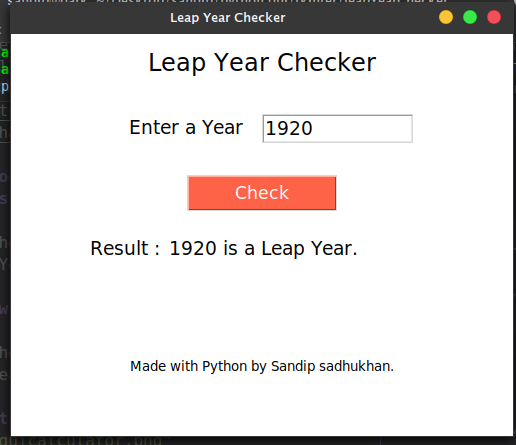 Leap Year Checker
Leap Year Checker
Enter a Year 1920
Check
Result : 1920 is a Leap Year.
Made with Python by Sandip sadhukhan.